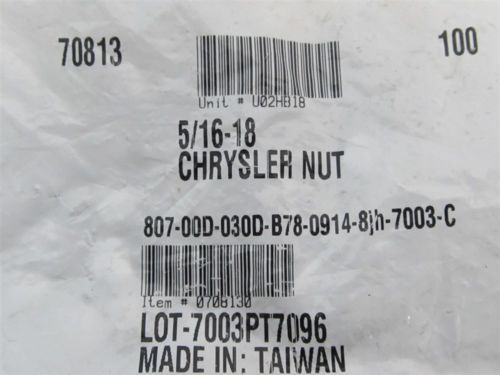 70813
100
Unit # U02HB18
5/16-18
CHRYSLER NUT
807-00D-030D-B78-0914-8jh-7003-C
Item # 0708130
LOT-7003PT7096
MADE IN: TAIWAN